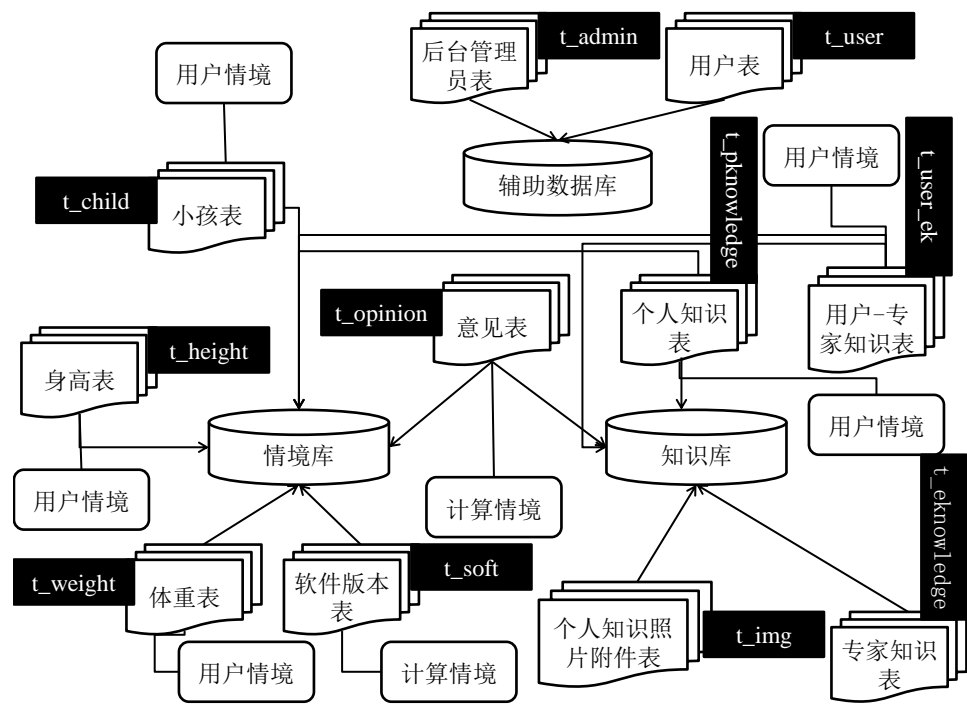 t_admin
t_user
后台管理
员表
用户表
用户情境
t_pknowledge
用户情境
t_user_ek
辅助数据库
t_child
小孩表
t_opinion
意见表
个人知识
表
用户-专
家知识表
t_height
身高表
用户情境
情境库
知识库
用户情境
计算情境
t_eknowledge
t_weight
体重表
软件版本
表
t_soft
个人知识照
片附件表
t_img
专家知识
表
用户情境
计算情境